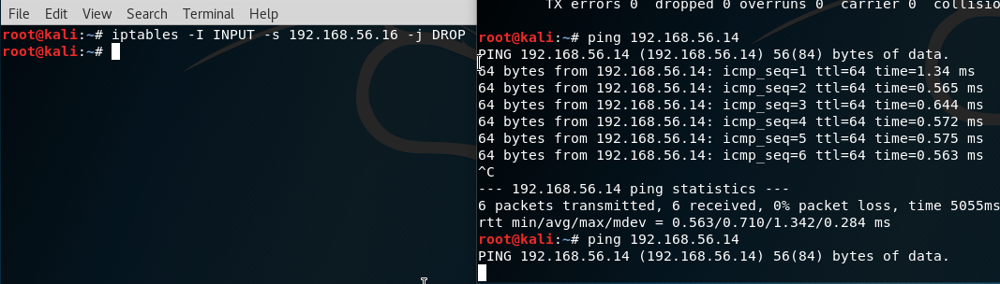 File Edit View Search Terminal Help
root@kali:~# iptables -I INPUT -s 192.168.56.16 -j DROP
root@kali:~#
TX errors 0 dropped 0 overruns 0 carrier 0 collisio
root@kali:~# ping 192.168.56.14
PING 192.168.56.14 (192.168.56.14) 56(84) bytes of data.
64 bytes from 192.168.56.14: icmp_seq=1 ttl=64 time=1.34 ms
64 bytes from 192.168.56.14: icmp_seq=2 ttl=64 time=0.565 ms
64 bytes from 192.168.56.14: icmp_seq=3 ttl=64 time=0.644 ms
64 bytes from 192.168.56.14: icmp_seq=4 ttl=64 time=0.572 ms
64 bytes from 192.168.56.14: icmp_seq=5 ttl=64 time=0.575 ms
64 bytes from 192.168.56.14: icmp_seq=6 ttl=64 time=0.563 ms
^C
--- 192.168.56.14 ping statistics ---
6 packets transmitted, 6 received, 0% packet loss, time 5055ms
rtt min/avg/max/mdev = 0.563/0.710/1.342/0.284 ms
root@kali:~# ping 192.168.56.14
PING 192.168.56.14 (192.168.56.14) 56(84) bytes of data.